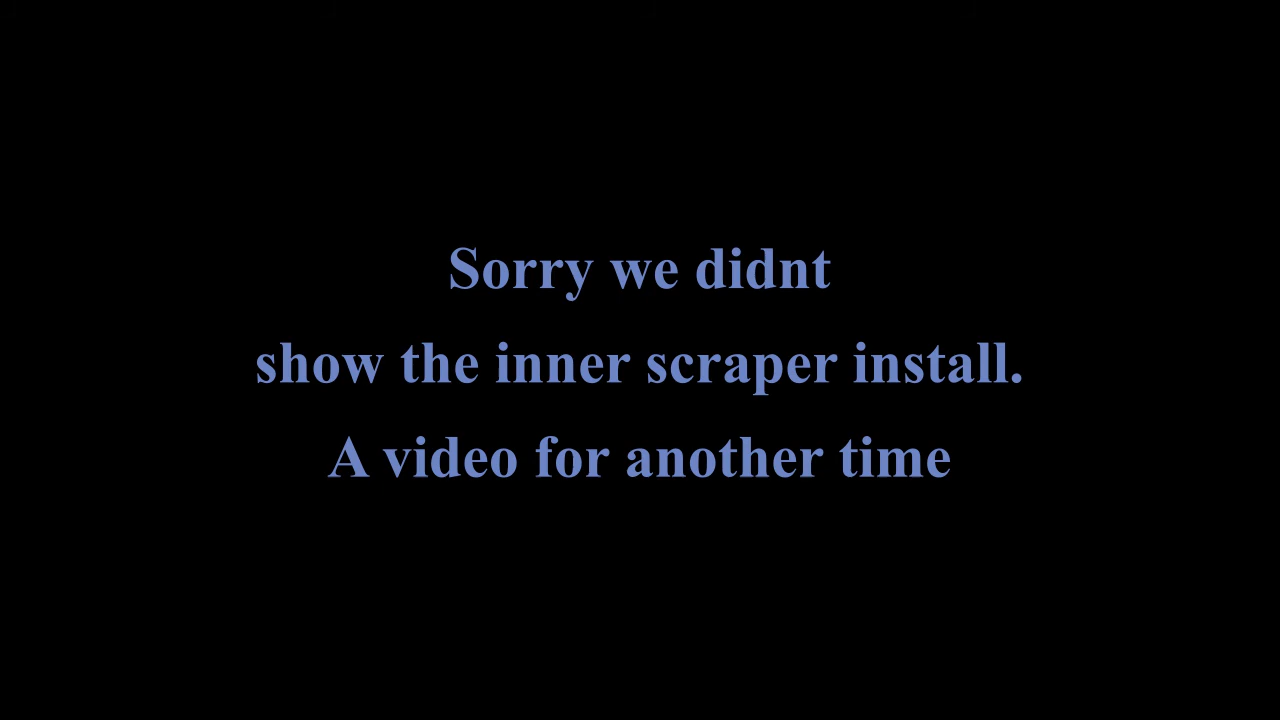 Sorry we didnt
show the inner scraper install.
A video for another time